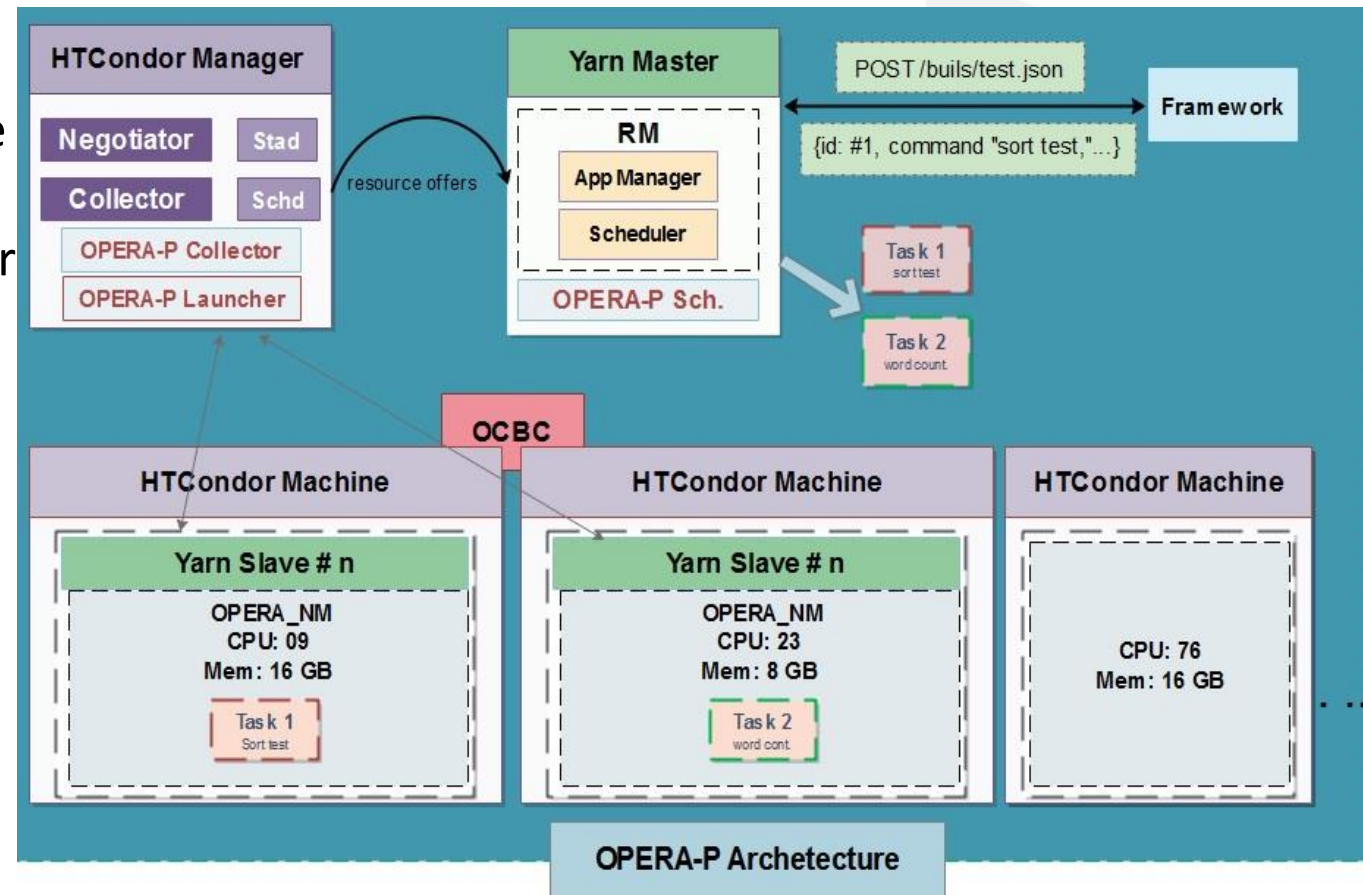 HTCondor Manager
Negotiator
Stad
Collector
Schd
OPERA-P Collector
OPERA-P Launcher
resource offers
Yarn Master
RM
App Manager
Scheduler
OPERA-P Sch.
POST /buils/test.json
{id: #1, command "sort test,"...}
Framework
Task 1
sort test
Task 2
word count.
e
r
OCBC
HTCondor Machine
Yarn Slave # n
OPERA_NM
CPU: 09
Mem: 16 GB
Task 1
Sort test
HTCondor Machine
Yarn Slave # n
OPERA_NM
CPU: 23
Mem: 8 GB
Task 2
word cont.
HTCondor Machine
CPU: 76
Mem: 16 GB
. ..
OPERA-P Archetecture